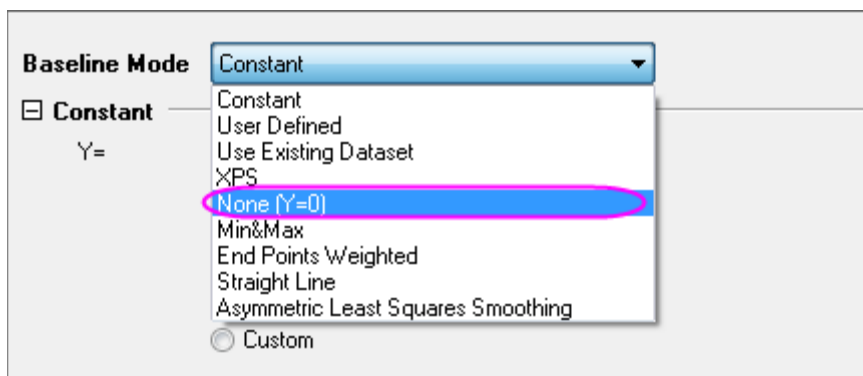 Baseline Mode Constant
Constant
Constant
User Defined
Y=
Use Existing Dataset
XPS
None (Y=0)
Min&Max
End Points Weighted
Straight Line
Asymmetric Least Squares Smoothing
Custom